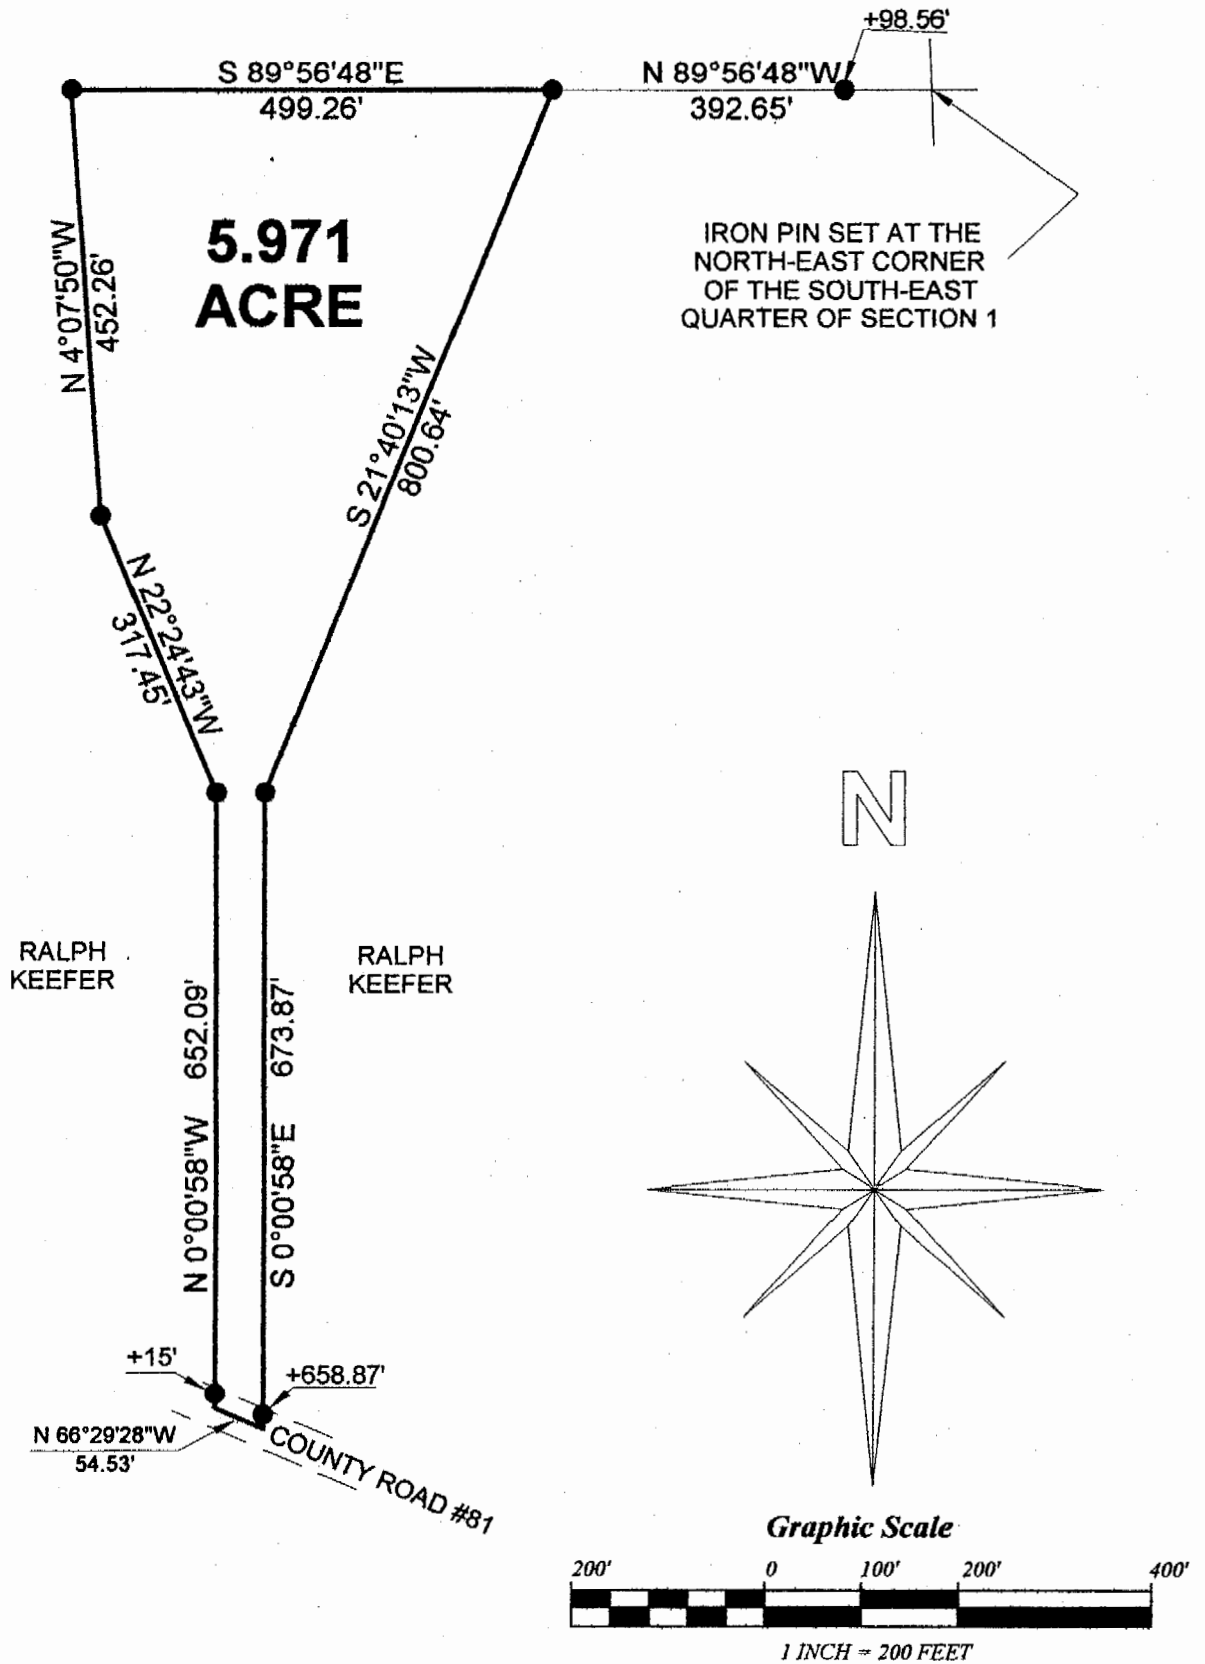 +98.56'
S 89°56'48"E
499.26'
N 89°56'48"W
392.65'
5.971
ACRE
IRON PIN SET AT THE
NORTH-EAST CORNER
OF THE SOUTH-EAST
QUARTER OF SECTION 1
N 4°07'50"W
452.26'
S 21°40'13"W
800.64'
N 22°24'43"W
317.45'
N
RALPH
KEEFER
RALPH
KEEFER
N 0°00'58"W 652.09'
S 0°00'58"E 673.87'
+15'
+658.87'
N 66°29'28"W
54.53'
COUNTY ROAD #81
Graphic Scale
200' 0 100' 200' 400'
1 INCH = 200 FEET